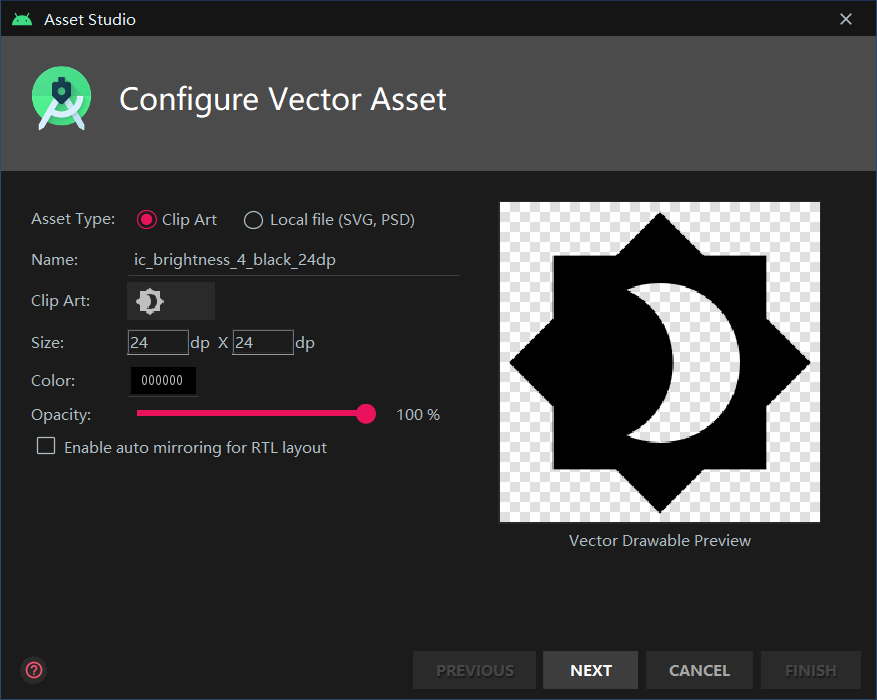 Asset Studio
Configure Vector Asset
Asset Type: Clip Art Local file (SVG, PSD)
Name: ic_brightness_4_black_24dp
Clip Art:
Size: 24 dp X 24 dp
Color: 000000
Opacity: 100 %
Enable auto mirroring for RTL layout
Vector Drawable Preview
? PREVIOUS NEXT CANCEL FINISH